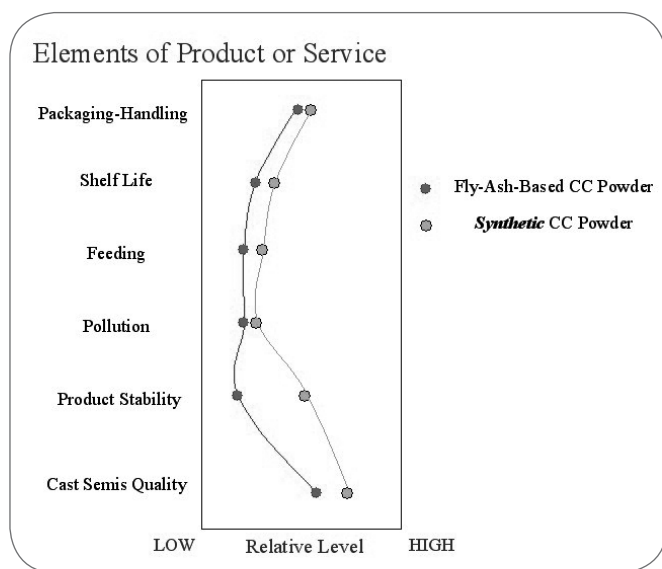 Elements of Product or Service
Packaging-Handling
Shelf Life
Feeding
Pollution
Product Stability
Cast Semis Quality
Fly-Ash-Based CC Powder
Synthetic CC Powder
LOW Relative Level HIGH